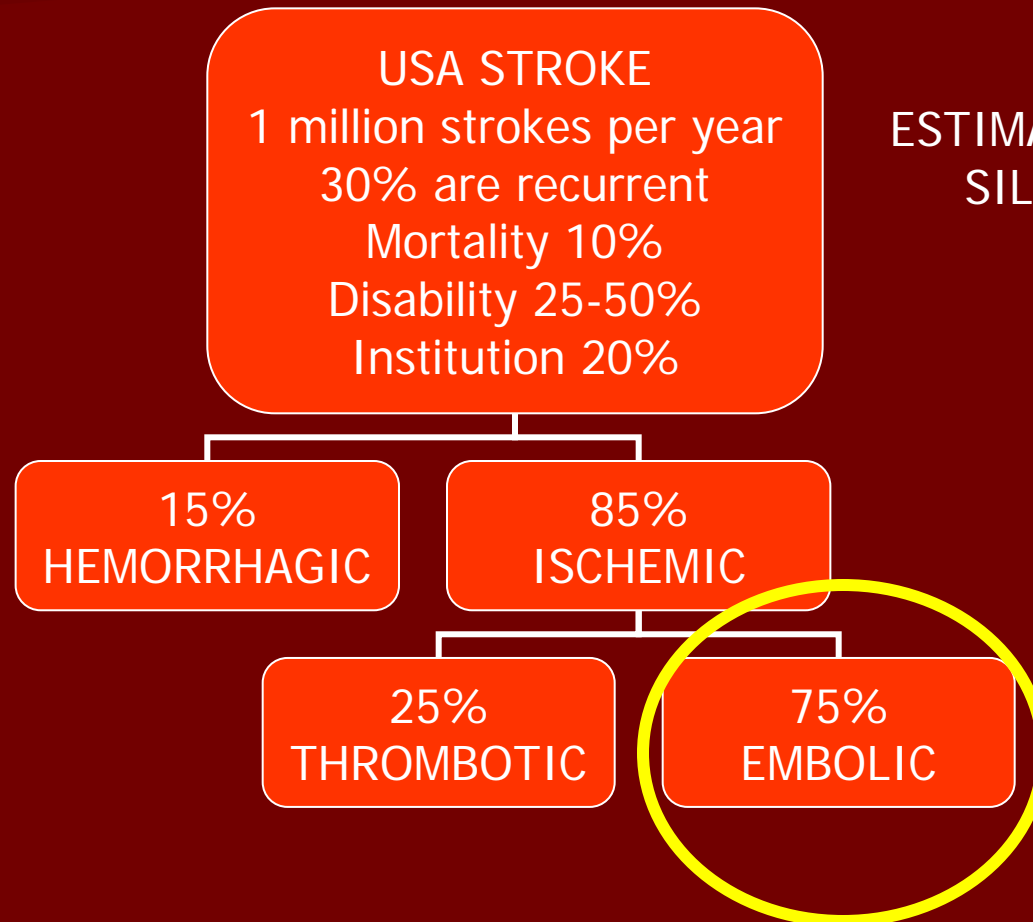 USA STROKE
1 million strokes per year
30% are recurrent
Mortality 10%
Disability 25-50%
Institution 20%
15%
HEMORRHAGIC
85%
ISCHEMIC
25%
THROMBOTIC
75%
EMBOLIC